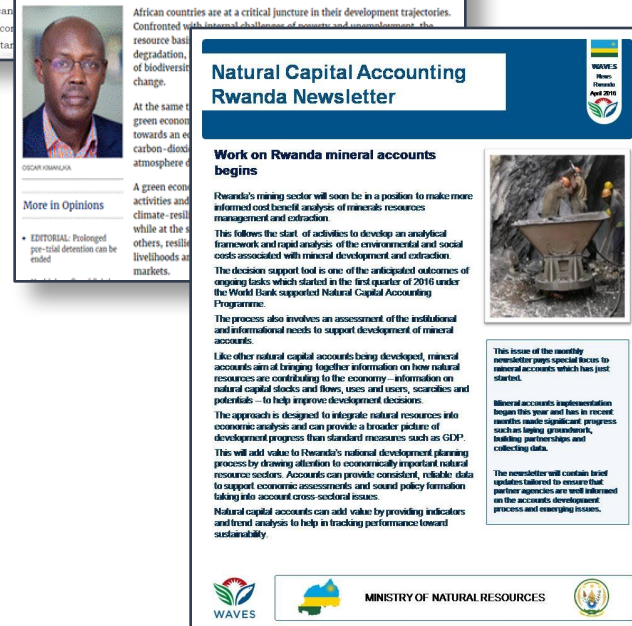 can
con
tar
African countries are at a critical juncture in their development trajectories.
Confronted with internal challenges of poverty and unemployment, the
resource basi
degradation,
of biodiversit
change.
At the same t
green econom
towards an ec
carbon-dioxi
atmosphere d
A green econ
activities and
climate-resili
while at the s
others, resilie
livelihoods a
markets.
OSCAR KIMANUKA
More in Opinions
• EDITORIAL: Prolonged
pre-trial detention can be
ended
Natural Capital Accounting
Rwanda Newsletter
WAVES
News
Rwanda
April 2016
Work on Rwanda mineral accounts
begins
Rwanda's mining sector will soon be in a position to make more
informed cost benefit analysis of minerals resources
management and extraction.
This follows the start of activities to develop an analytical
framework and rapid analysis of the environmental and social
costs associated with mineral development and extraction.
The decision support tool is one of the anticipated outcomes of
ongoing tasks which started in the first quarter of 2016 under
the World Bank supported Natural Capital Accounting
Programme.
The process also involves an assessment of the institutional
and informational needs to support development of mineral
accounts.
Like other natural capital accounts being developed, mineral
accounts aim at bringing together information on how natural
resources are contributing to the economy – information on
natural capital stocks and flows, uses and users, scarcities and
potentials – to help improve development decisions.
The approach is designed to integrate natural resources into
economic analysis and can provide a broader picture of
development progress than standard measures such as GDP.
This will add value to Rwanda's national development planning
process by drawing attention to economically important natural
resource sectors. Accounts can provide consistent, reliable data
to support economic assessments and sound policy formation
taking into account cross-sectoral issues.
Natural capital accounts can add value by providing indicators
and trend analysis to help in tracking performance toward
sustainability.
This issue of the monthly
newsletter pays special focus to
mineral accounts which has just
started.
Mineral accounts implementation
began this year and has in recent
months made significant progress
such as laying groundwork,
building partnerships and
collecting data.
The newsletter will contain brief
updates tailored to ensure that
partner agencies are well informed
on the accounts development
process and emerging issues.
WAVES
MINISTRY OF NATURAL RESOURCES